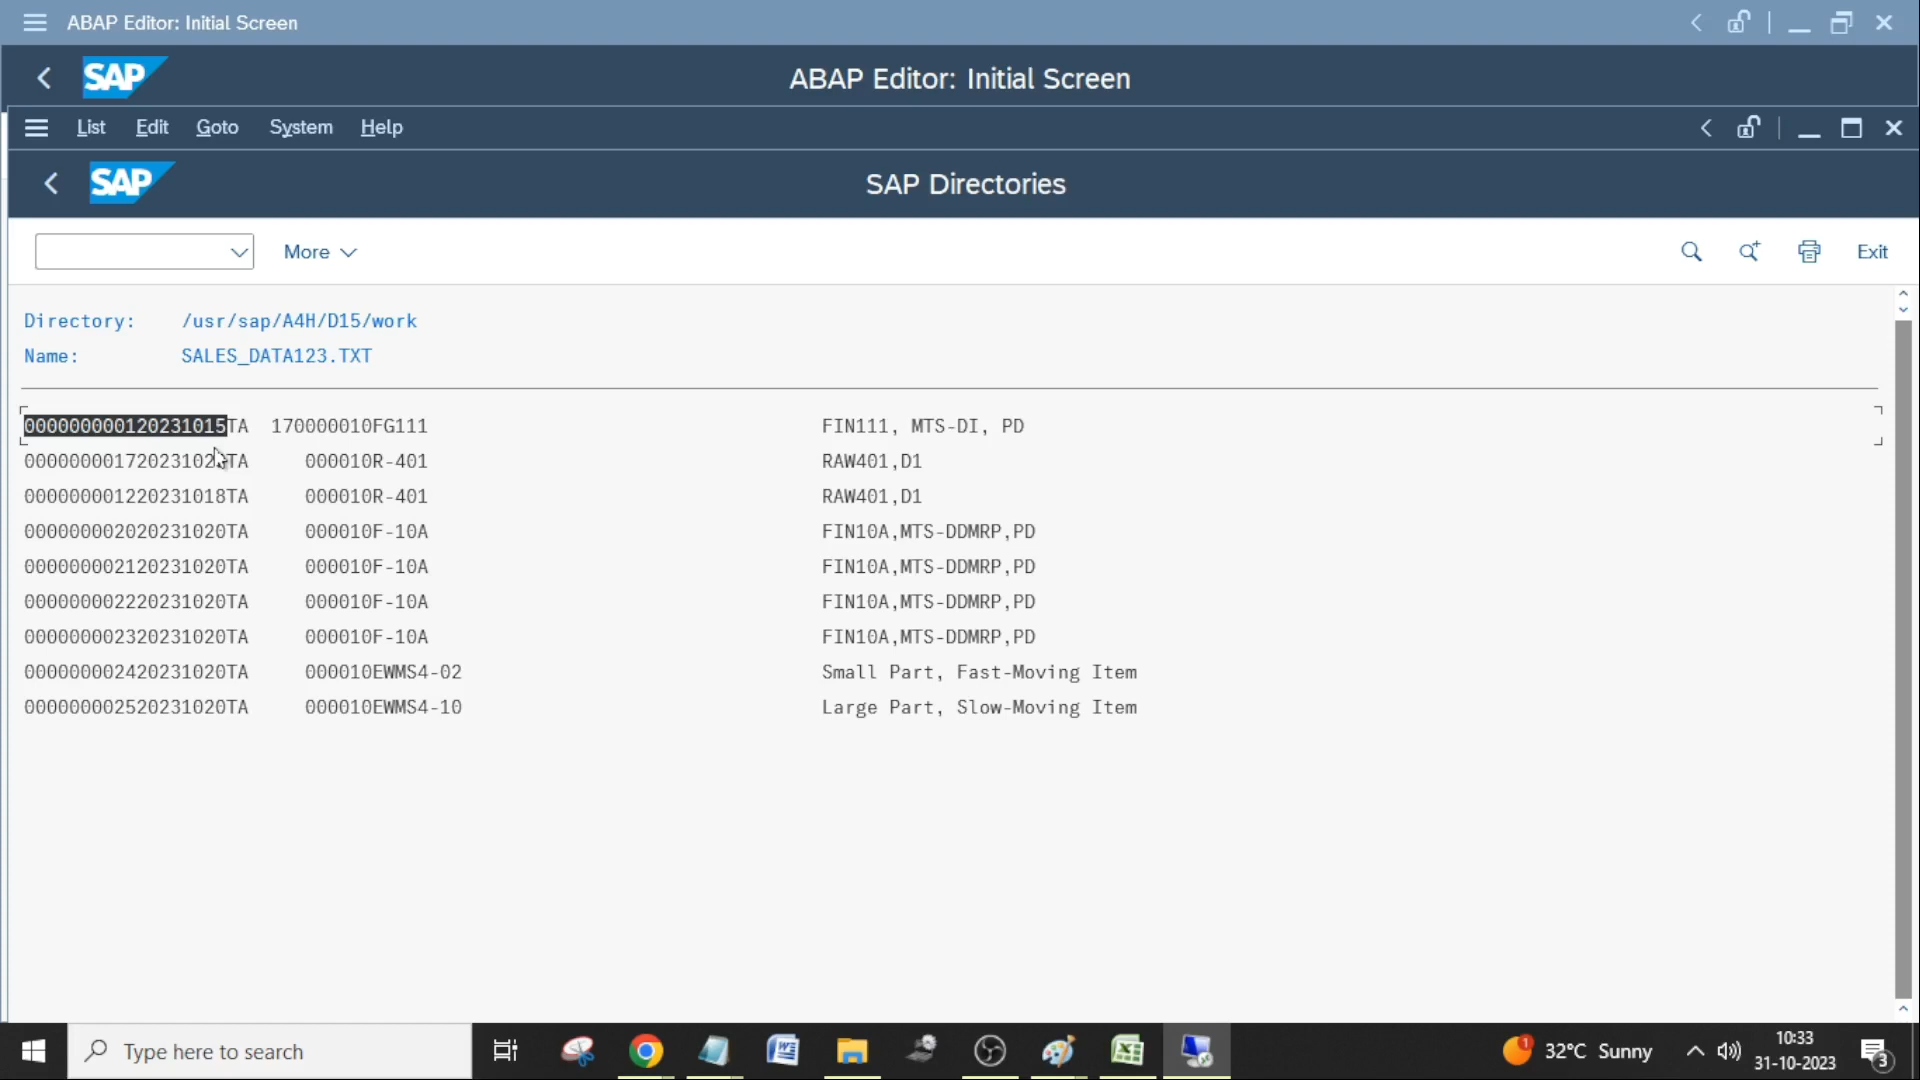 ABAP Editor: Initial Screen
SAP ABAP Editor: Initial Screen
List Edit Goto System Help
SAP SAP Directories
More Exit
Directory: /usr/sap/A4H/D15/work
Name: SALES_DATA123.TXT
000000000120231015TA 170000010FG111 FIN111, MTS-DI, PD
000010R-401 RAW401,D1
000000001220231018TA 000010R-401 RAW401,D1
000000002020231020TA 000010F-10A FIN10A,MTS-DDMRP,PD
000000002120231020TA 000010F-10A FIN10A,MTS-DDMRP,PD
000000002220231020TA 000010F-10A FIN10A,MTS-DDMRP,PD
000000002320231020TA 000010F-10A FIN10A,MTS-DDMRP,PD
000000002420231020TA 000010EWMS4-02 Small Part, Fast-Moving Item
000000002520231020TA 000010EWMS4-10 Large Part, Slow-Moving Item
Type here to search 1 32°C Sunny 10:33
31-10-2023 3